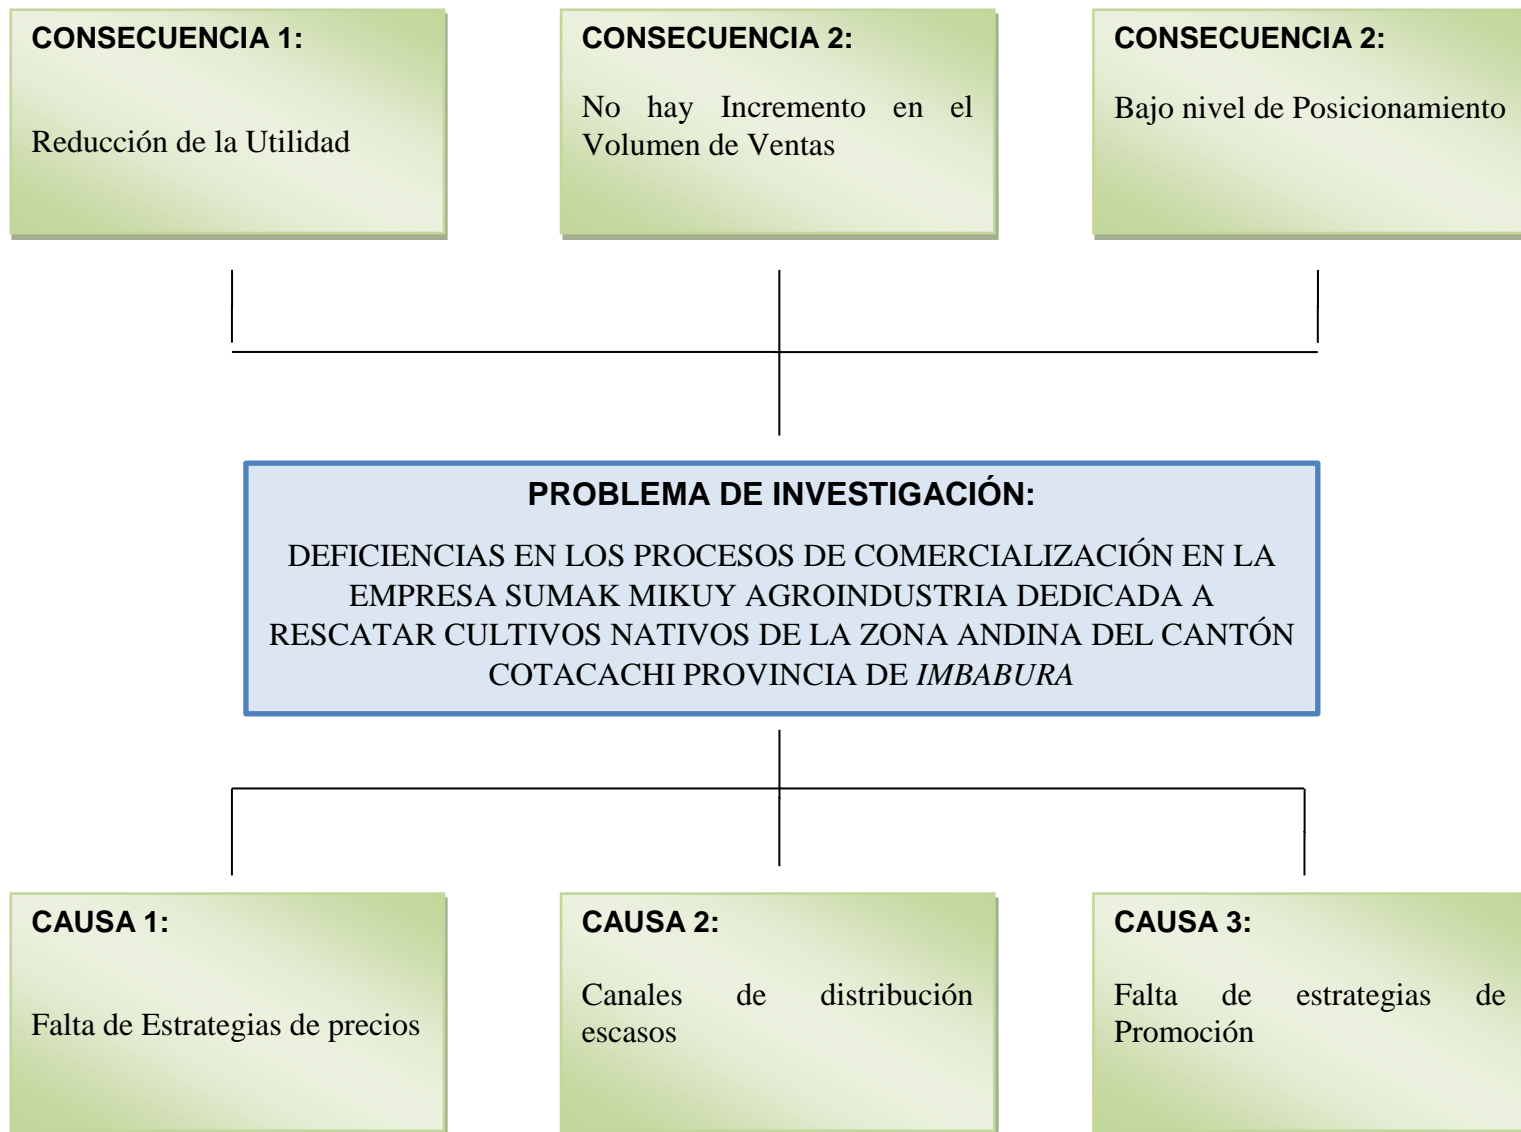 CONSECUENCIA 1:
Reducción de la Utilidad
CONSECUENCIA 2:
No hay Incremento en el
Volumen de Ventas
CONSECUENCIA 2:
Bajo nivel de Posicionamiento
PROBLEMA DE INVESTIGACIÓN:
DEFICIENCIAS EN LOS PROCESOS DE COMERCIALIZACIÓN EN LA
EMPRESA SUMAK MIKUY AGROINDUSTRIA DEDICADA A
RESCATAR CULTIVOS NATIVOS DE LA ZONA ANDINA DEL CANTÓN
COTACACHI PROVINCIA DE IMBABURA
CAUSA 1:
Falta de Estrategias de precios
CAUSA 2:
Canales de distribución
escasos
CAUSA 3:
Falta de estrategias de
Promoción